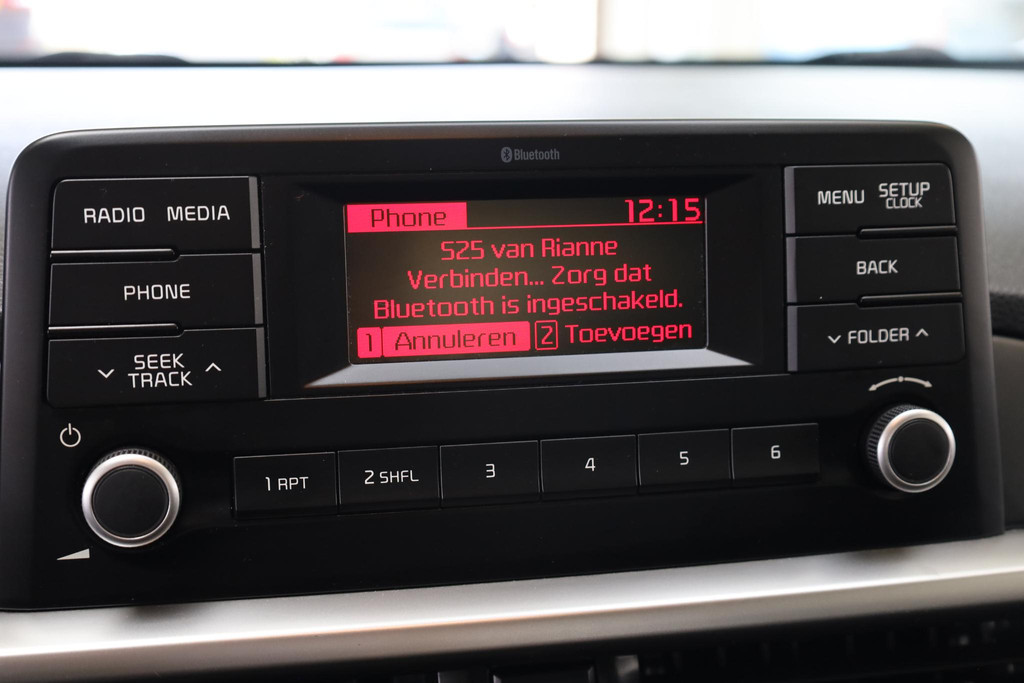 Bluetooth
RADIO MEDIA
PHONE
SEEK
TRACK
Phone 12:15
S25 van Rianne
Verbinden... Zorg dat
Bluetooth is ingeschakeld.
1 Annuleren 2 Toevoegen
MENU SETUP
CLOCK
BACK
FOLDER
1 RPT 2 SHFL 3 4 5 6